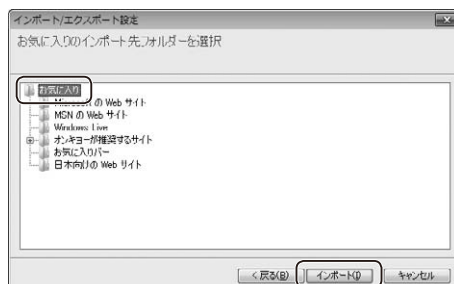 インポート/エクスポート設定
お気に入りのインポート先フォルダーを選択
お気に入り
Microsoft の Web サイト
MSN の Web サイト
Windows Live
オンキヨーが推奨するサイト
お気に入りバー
日本向けの Web サイト
< 戻る(B)
インポート(I)
キャンセル